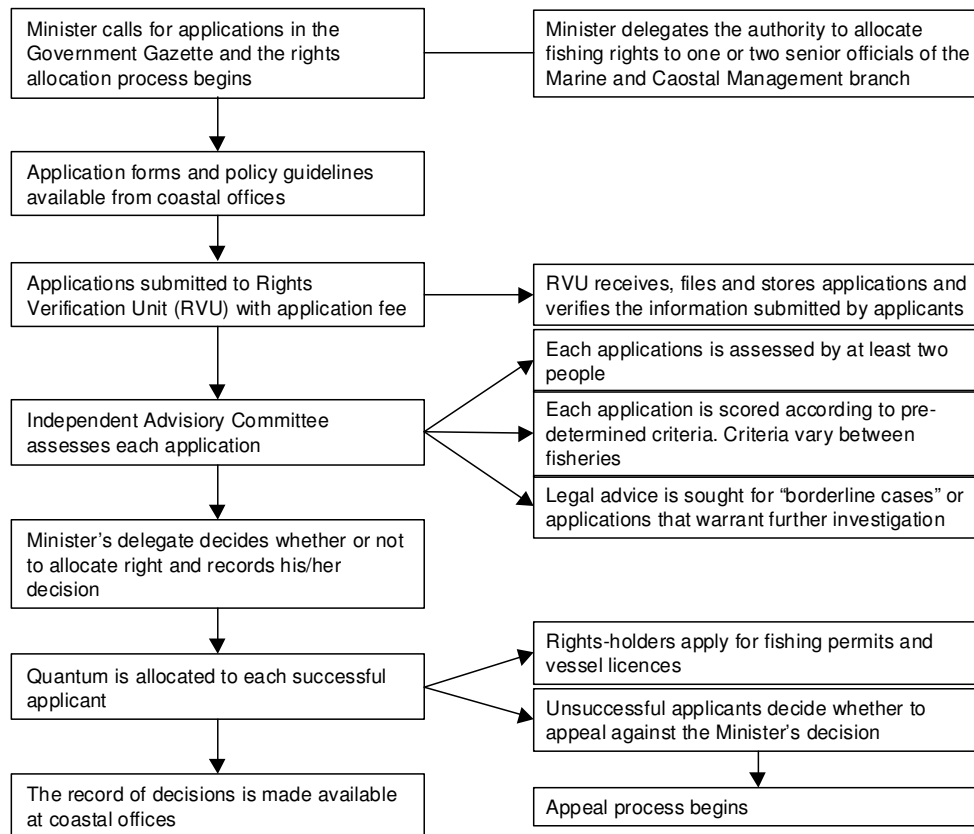 Minister calls for applications in the
Government Gazette and the rights
allocation process begins
Minister delegates the authority to allocate
fishing rights to one or two senior officials of the
Marine and Caostal Management branch
Application forms and policy guidelines
available from coastal offices
Applications submitted to Rights
Verification Unit (RVU) with application fee
RVU receives, files and stores applications and
verifies the information submitted by applicants
Each applications is assessed by at least two
people
Independent Advisiory Committee
assesses each application
Each application is scored according to pre-
determined criteria. Criteria vary between
fisheries
Legal advice is sought for “borderline cases” or
applications that warrant further investigation
Minister’s delegate decides whether or not
to allocate right and records his/her
decision
Quantum is allocated to each successful
applicant
Rights-holders apply for fishing permits and
vessel licences
Unsuccessful applicants decide whether to
appeal against the Minister’s decision
The record of decisions is made available
at coastal offices
Appeal process begins